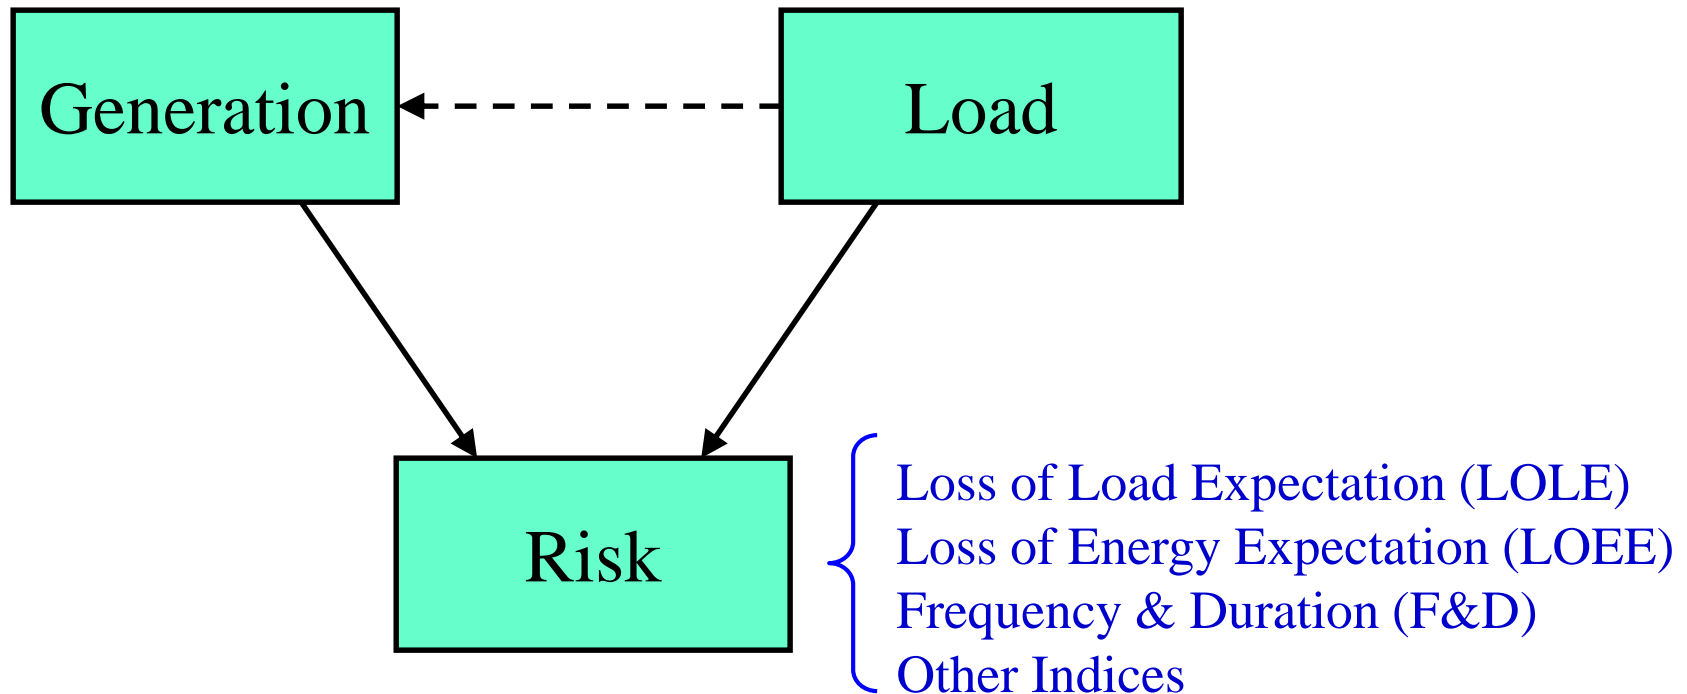 Generation
Load
Risk
Loss of Load Expectation (LOLE)
Loss of Energy Expectation (LOEE)
Frequency & Duration (F&D)
Other Indices